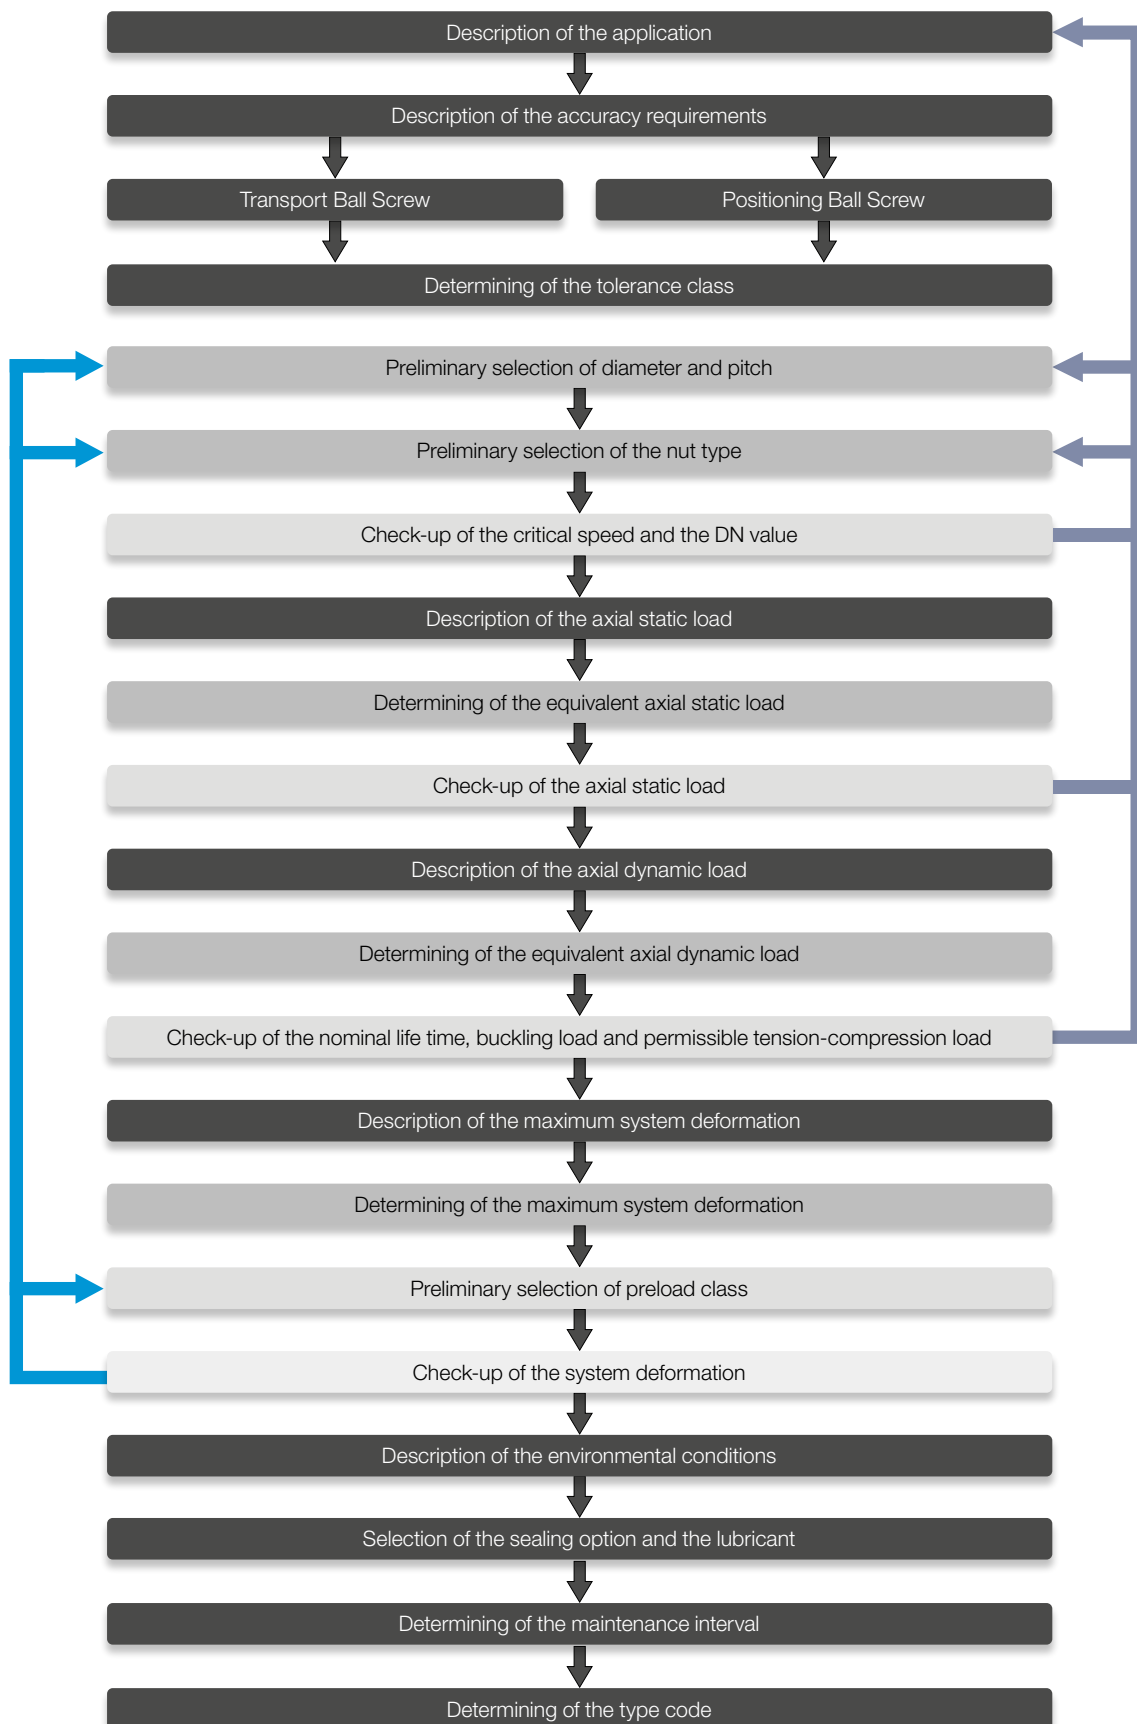 Description of the application
Description of the accuracy requirements
Transport Ball Screw
Positioning Ball Screw
Determining of the tolerance class
Preliminary selection of diameter and pitch
Preliminary selection of the nut type
Check-up of the critical speed and the DN value
Description of the axial static load
Determining of the equivalent axial static load
Check-up of the axial static load
Description of the axial dynamic load
Determining of the equivalent axial dynamic load
Check-up of the nominal life time, buckling load and permissible tension-compression load
Description of the maximum system deformation
Determining of the maximum system deformation
Preliminary selection of preload class
Check-up of the system deformation
Description of the environmental conditions
Selection of the sealing option and the lubricant
Determining of the maintenance interval
Determining of the type code